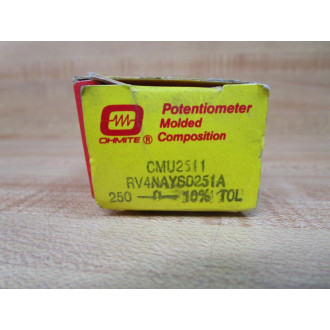 Potentiometer
Molded
Composition
OHMITE®
CMU2511
RV4NAYSD251A
250 —Ω— 10% TOL